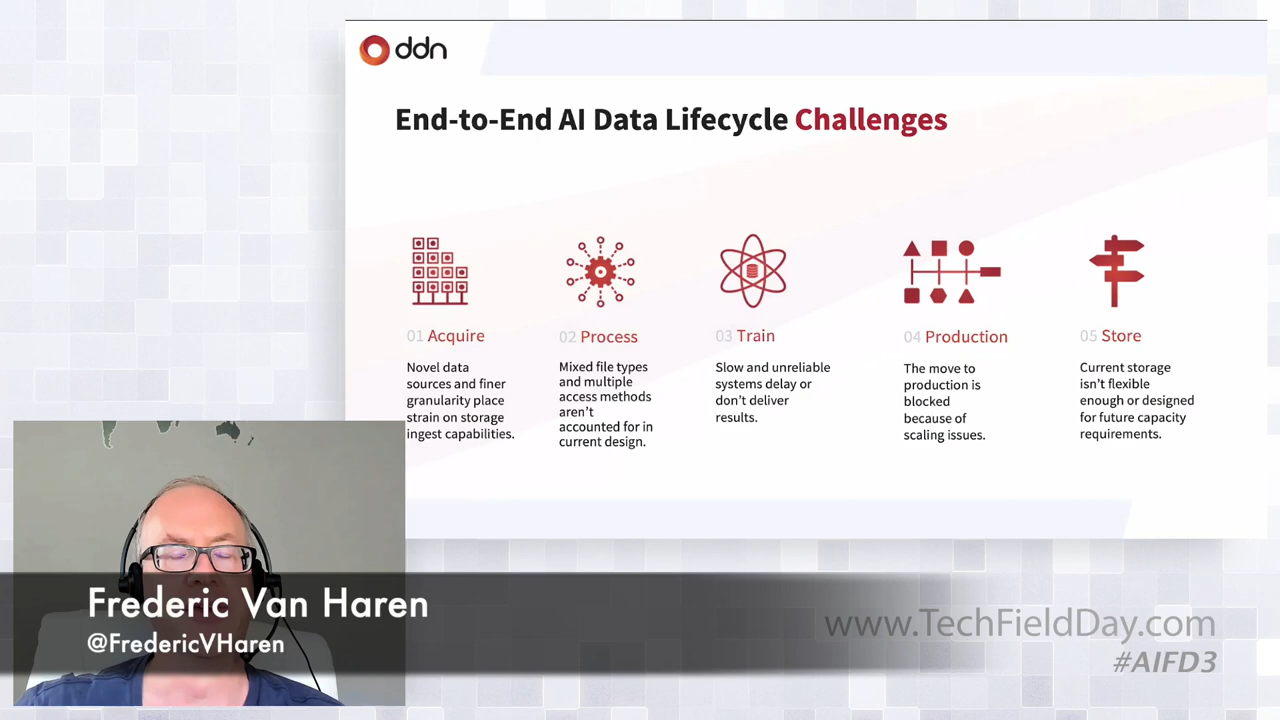 ddn
End-to-End AI Data Lifecycle Challenges
01 Acquire
Novel data
sources and finer
granularity place
strain on storage
ingest capabilities.
02 Process
Mixed file types
and multiple
access methods
aren't
accounted for in
current design.
03 Train
Slow and unreliable
systems delay or
don't deliver
results.
04 Production
The move to
production is
blocked
because of
scaling issues.
05 Store
Current storage
isn't flexible
enough or designed
for future capacity
requirements.
Frederic Van Haren
@FredericVHaren
www.TechFieldDay.com
#AIFD3